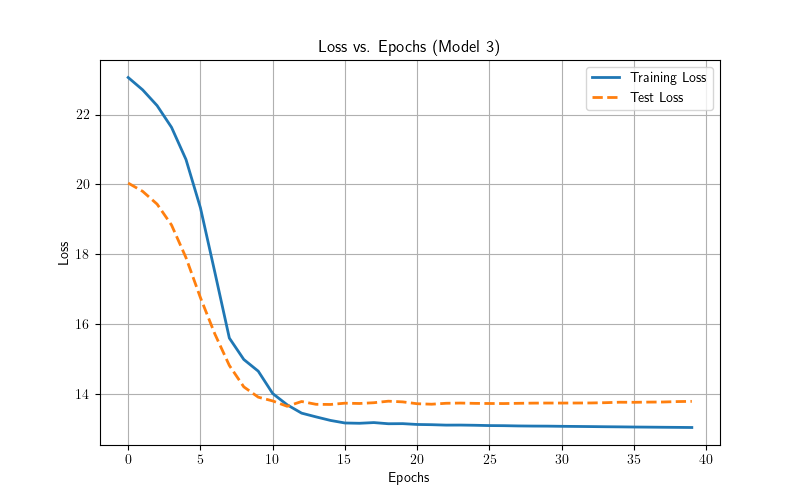 Loss vs. Epochs (Model 3)
Training Loss
Test Loss
Loss
22
20
18
16
14
0 5 10 15 20 25 30 35 40
Epochs